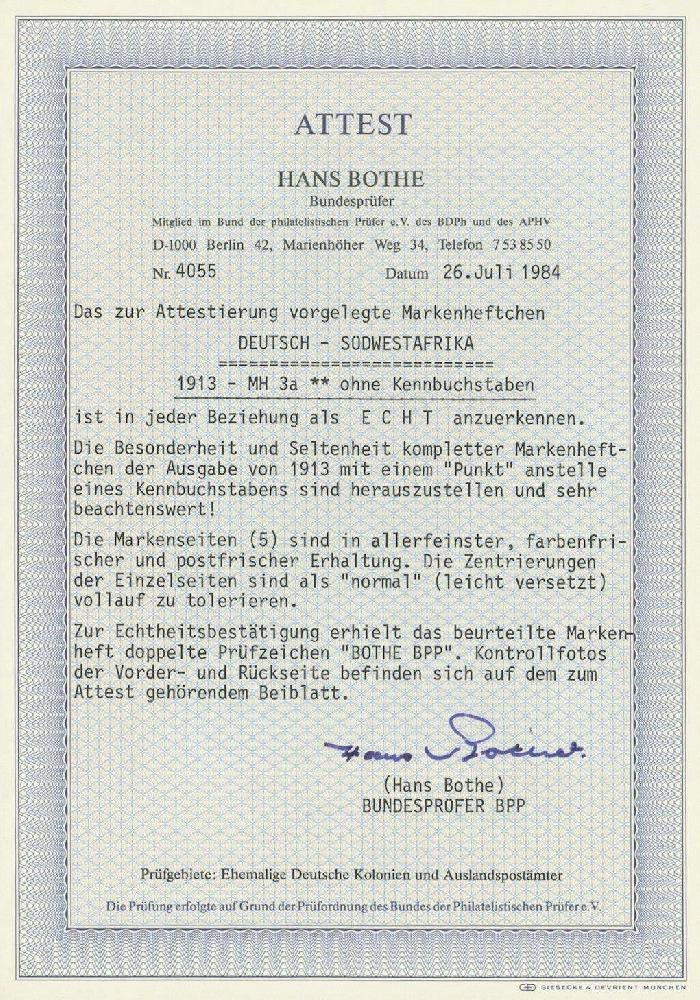 ATTEST
HANS BOTHE
Bundesprüfer
Mitglied im Bund der philatelistischen Prüfer e.V. des BDPh und des APHV
D-1000 Berlin 42, Marienhöher Weg 34, Telefon 7538550
Nr. 4055 Datum 26.Juli 1984
Das zur Attestierung vorgelegte Markenheftchen
DEUTSCH - SÜDWESTAFRIKA
===========================
1913 - MH 3a ** ohne Kennbuchstaben
ist in jeder Beziehung als E C H T anzuerkennen.
Die Besonderheit und Seltenheit kompletter Markenheft-
chen der Ausgabe von 1913 mit einem "Punkt" anstelle
eines Kennbuchstabens sind herauszustellen und sehr
beachtenswert!
Die Markenseiten (5) sind in allerfeinster, farbenfri-
scher und postfrischer Erhaltung. Die Zentrierungen
der Einzelseiten sind als "normal" (leicht versetzt)
vollauf zu tolerieren.
Zur Echtheitsbestätigung erhielt das beurteilte Marken-
heft doppelte Prüfzeichen "BOTHE BPP". Kontrollfotos
der Vorder- und Rückseite befinden sich auf dem zum
Attest gehörendem Beiblatt.
Hans Bothe
(Hans Bothe)
BUNDESPRÜFER BPP
Prüfgebiete: Ehemalige Deutsche Kolonien und Auslandspostämter
Die Prüfung erfolgte auf Grund der Prüfordnung des Bundes der Philatelistischen Prüfer e.V.
GIESECKE & DEVRIENT MÜNCHEN